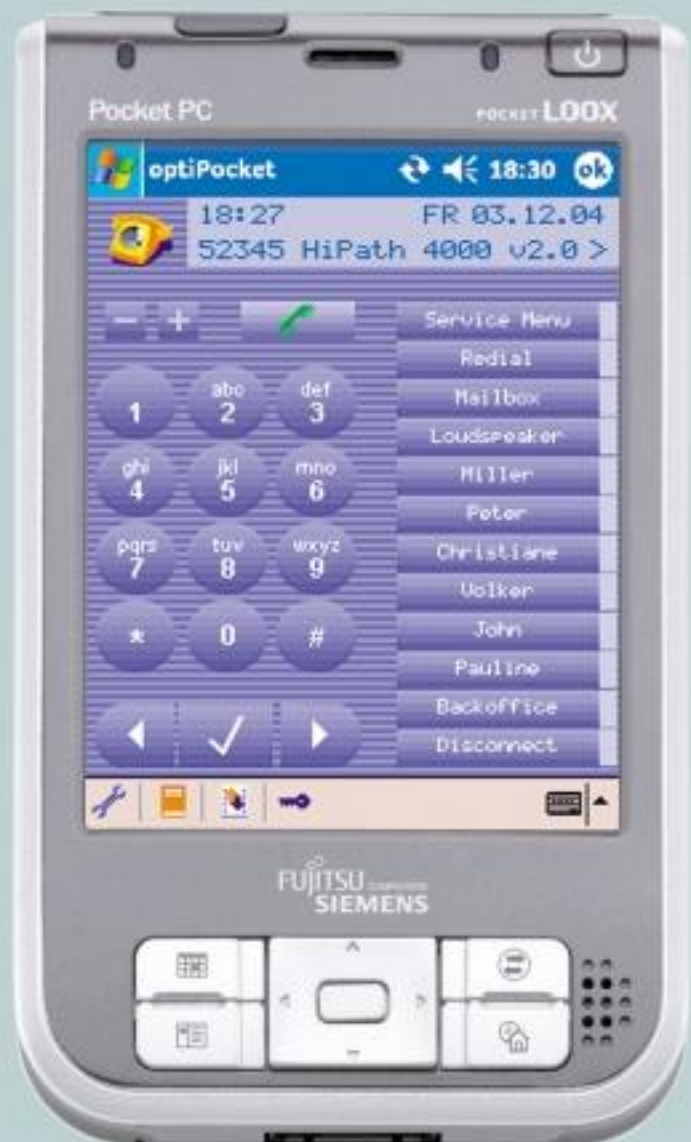 Pocket PC
POCKET LOOX
optiPocket 18:30 ok
18:27 FR 03.12.04
52345 HiPath 4000 v2.0 >
- +
Service Menu
Redial
Mailbox
Loudspeaker
Miller
Peter
Christiane
Volker
John
Pauline
Backoffice
Disconnect
1
abc
2
def
3
ghi
4
jkl
5
mno
6
pqrs
7
tuv
8
wxyz
9
*
0
#
FUJITSU COMPUTERS
SIEMENS